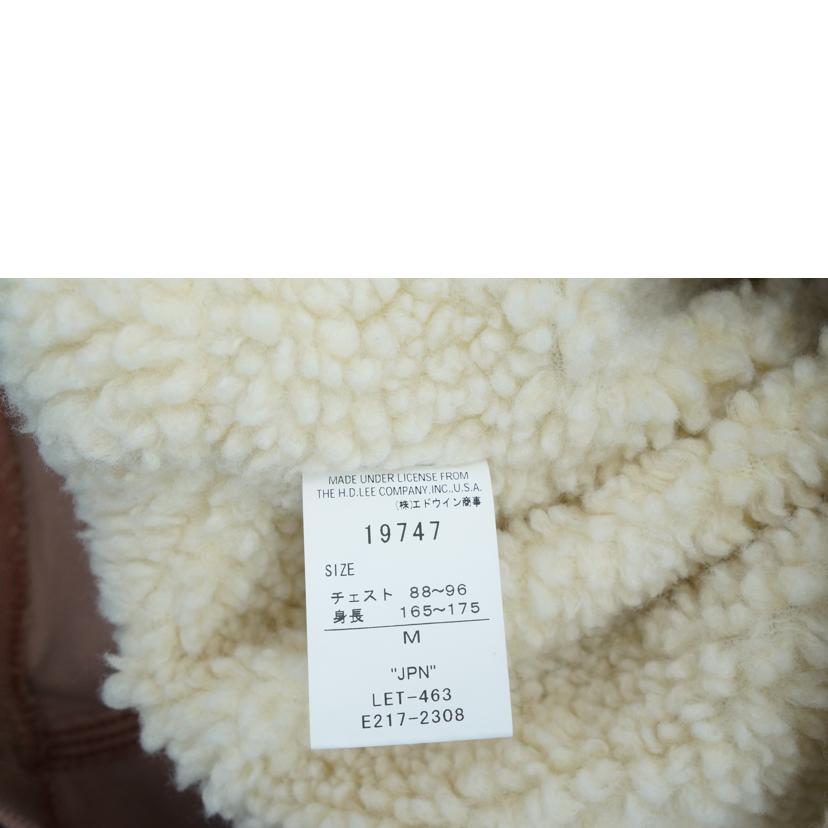 MADE UNDER LICENSE FROM
THE H.D.LEE COMPANY,INC.,U.S.A.
(株)エドウイン商事
19747
SIZE
チェスト 88~96
身長 165~175
M
"JPN"
LET-463
E217-2308